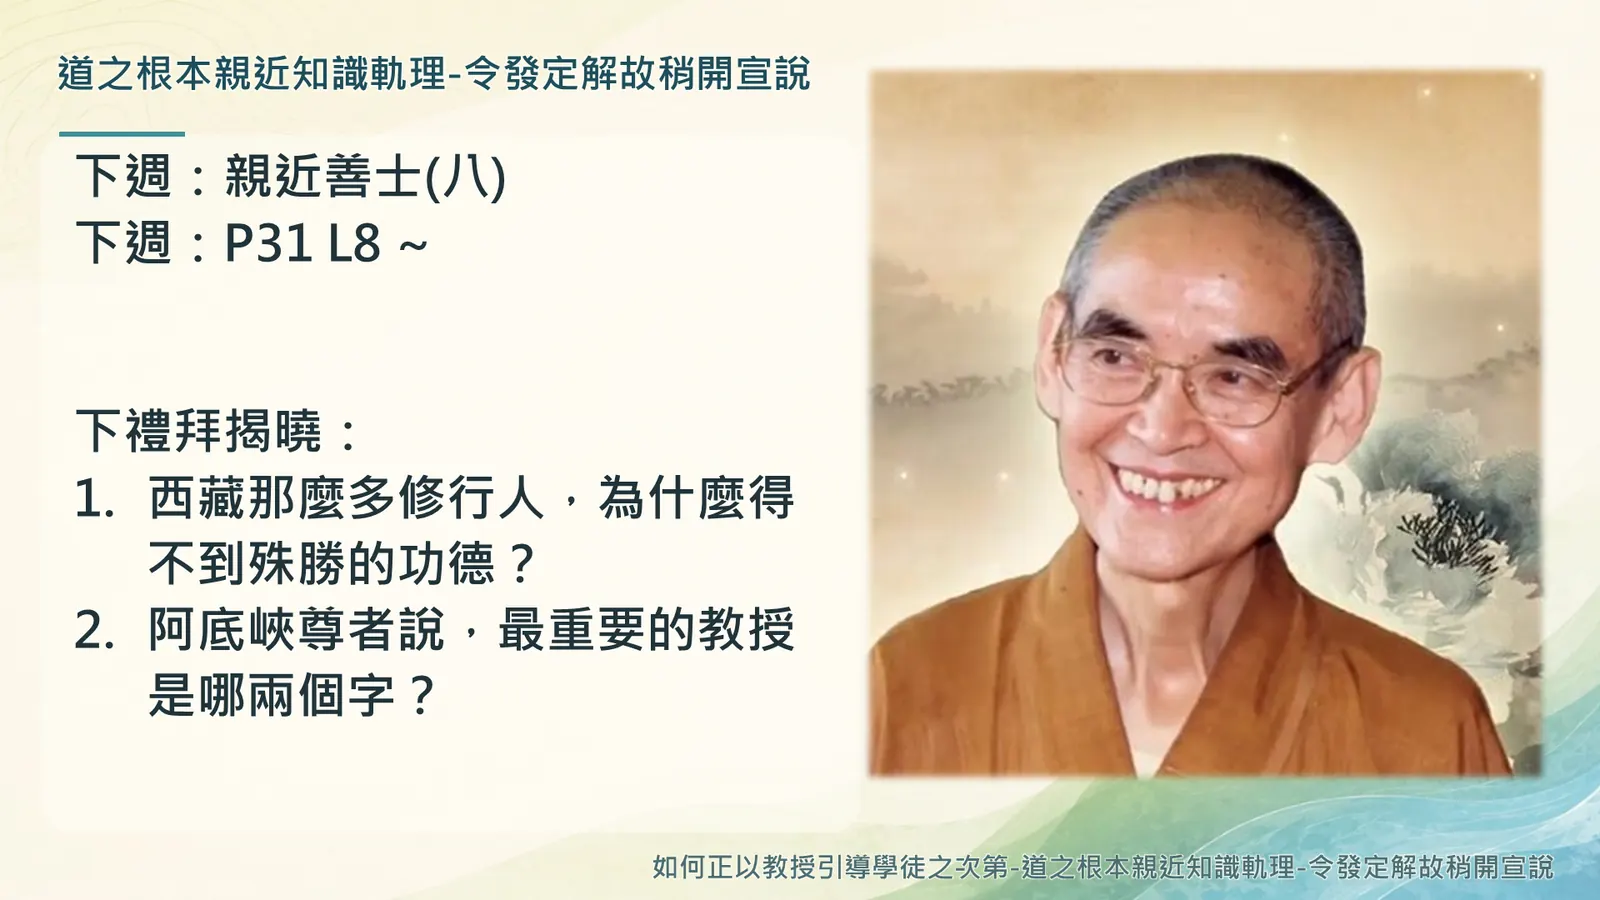 道之根本親近知識軌理-令發定解故稍開宣說
下週：親近善士(八)
下週：P31 L8 ~
下禮拜揭曉：
1. 西藏那麼多修行人，為什麼得
不到殊勝的功德？
2. 阿底峽尊者說，最重要的教授
是哪兩個字？
如何正以教授引導學徒之次第-道之根本親近知識軌理-令發定解故稍開宣說